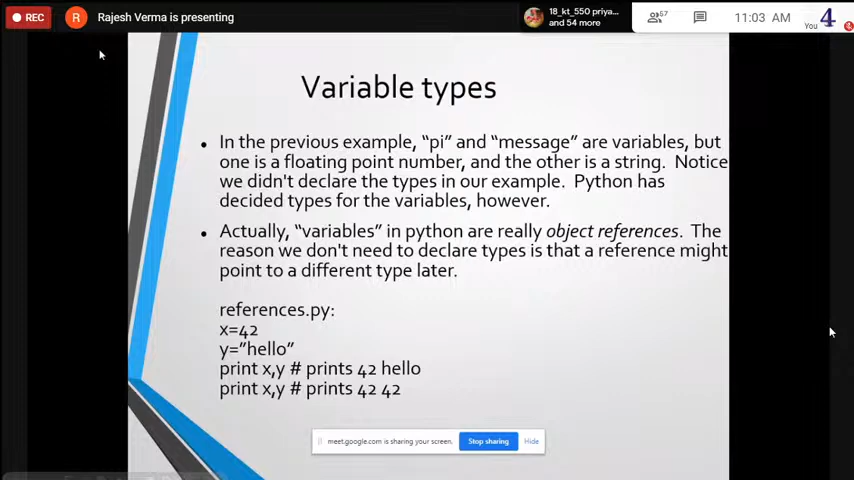 REC
R
Rajesh Verma is presenting
18_kt_550 priya...
and 54 more
57
11:03 AM
You
4
Variable types
• In the previous example, “pi” and “message” are variables, but
one is a floating point number, and the other is a string. Notice
we didn't declare the types in our example. Python has
decided types for the variables, however.
• Actually, “variables” in python are really object references. The
reason we don't need to declare types is that a reference might
point to a different type later.
references.py:
x=42
y=”hello”
print x,y # prints 42 hello
print x,y # prints 42 42
meet.google.com is sharing your screen.
Stop sharing
Hide